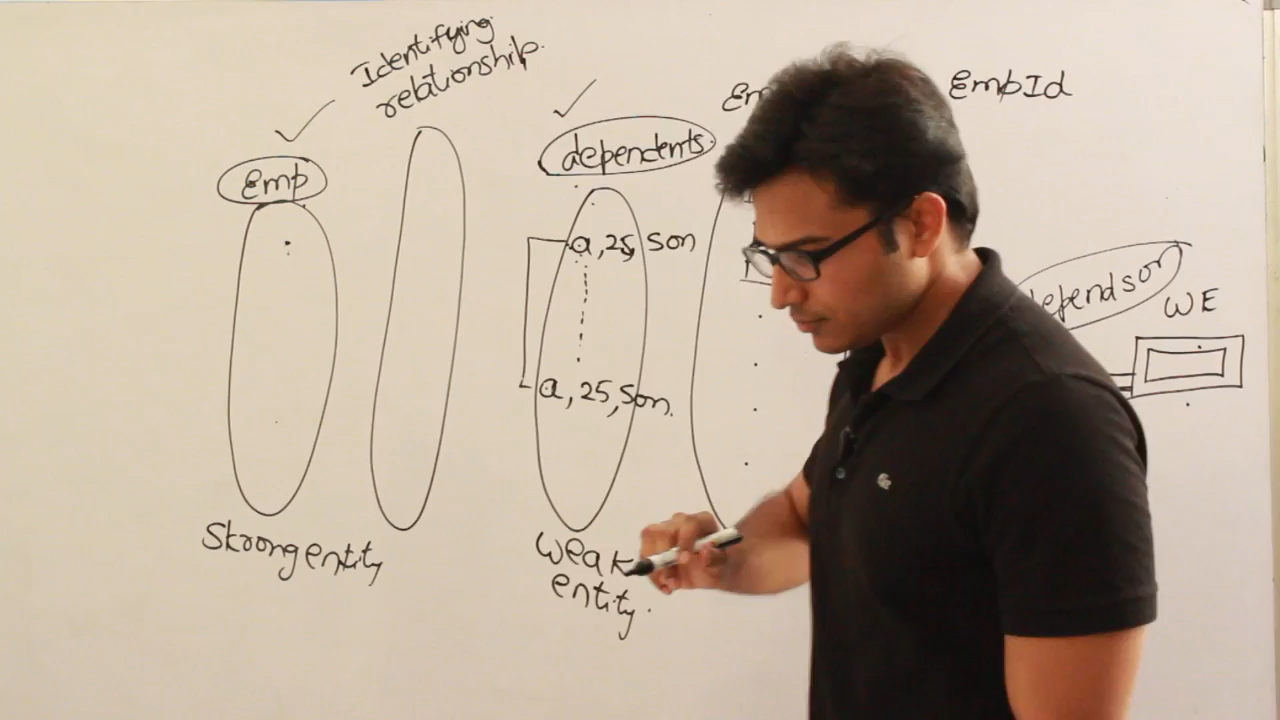 Identifying
relationship.
Emp
dependents
EmpId
a, 25, Son
a, 25, Son.
dependson
WE
Strong entity
Weak
entity.